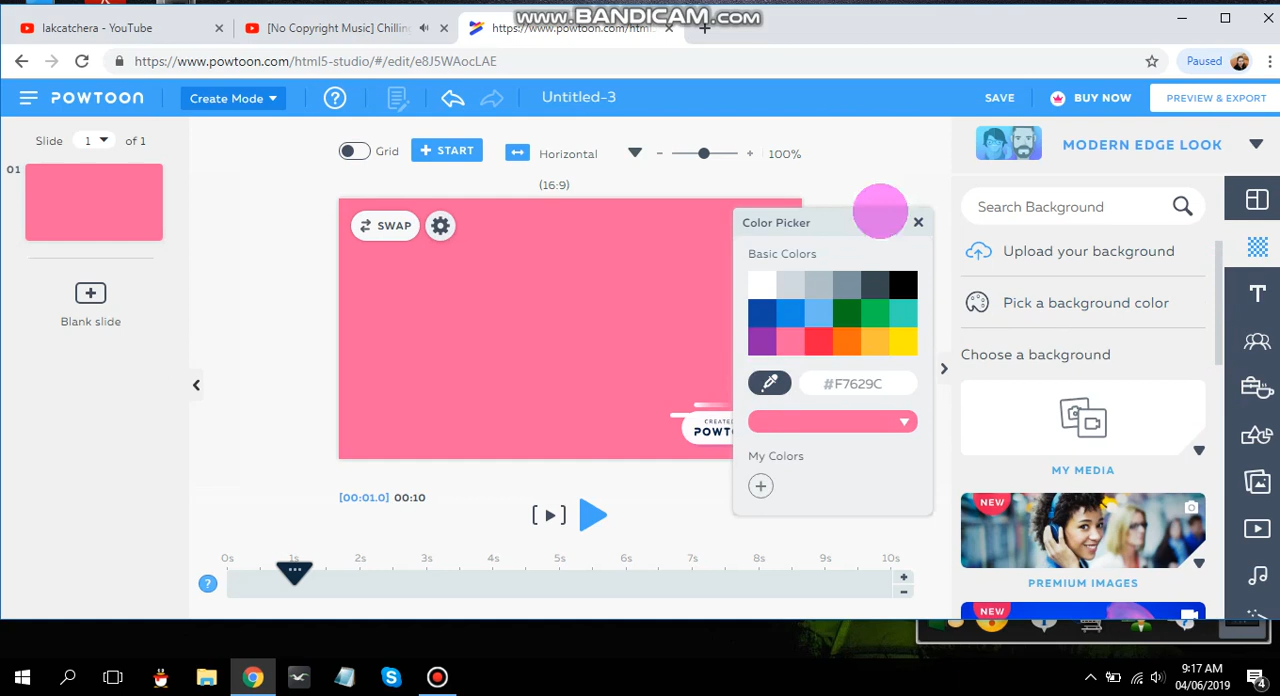 www.BANDICAM.com
lakcatchera - YouTube
[No Copyright Music] Chillin
https://www.powtoon.com/html5-
https://www.powtoon.com/html5-studio/#/edit/e8J5WAocLAE
Paused
POWTOON
Create Mode
Untitled-3
SAVE
BUY NOW
PREVIEW & EXPORT
Slide 1 of 1
01
Blank slide
Grid
+ START
Horizontal
(16:9)
- + 100%
SWAP
CREATED
POWTO
Color Picker
Basic Colors
#F7629C
My Colors
[00:01.0] 00:10
0s 1s 2s 3s 4s 5s 6s 7s 8s 9s 10s
MODERN EDGE LOOK
Search Background
Upload your background
Pick a background color
Choose a background
MY MEDIA
NEW
PREMIUM IMAGES
NEW
9:17 AM
04/06/2019
4